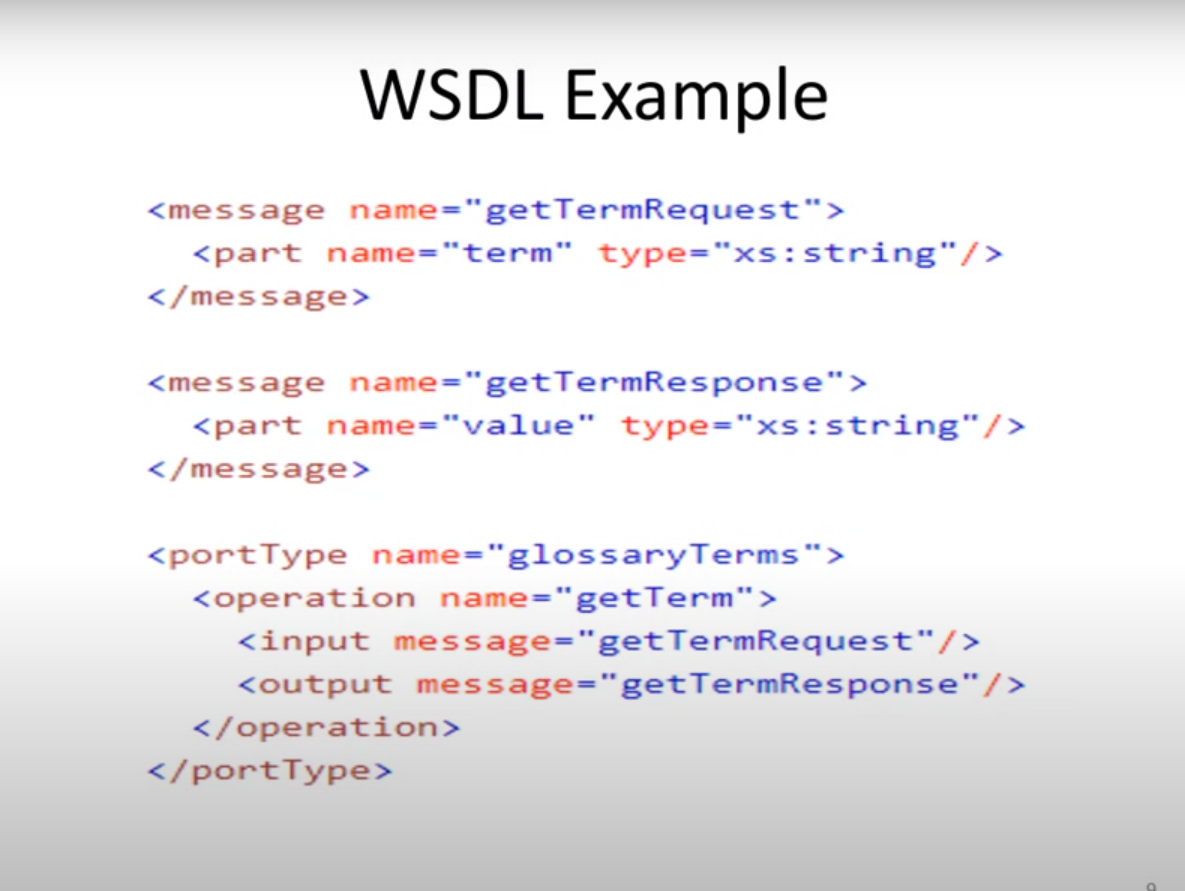 WSDL Example
<message name="getTermRequest">
  <part name="term" type="xs:string"/>
</message>
<message name="getTermResponse">
  <part name="value" type="xs:string"/>
</message>
<portType name="glossaryTerms">
  <operation name="getTerm">
    <input message="getTermRequest"/>
    <output message="getTermResponse"/>
  </operation>
</portType>